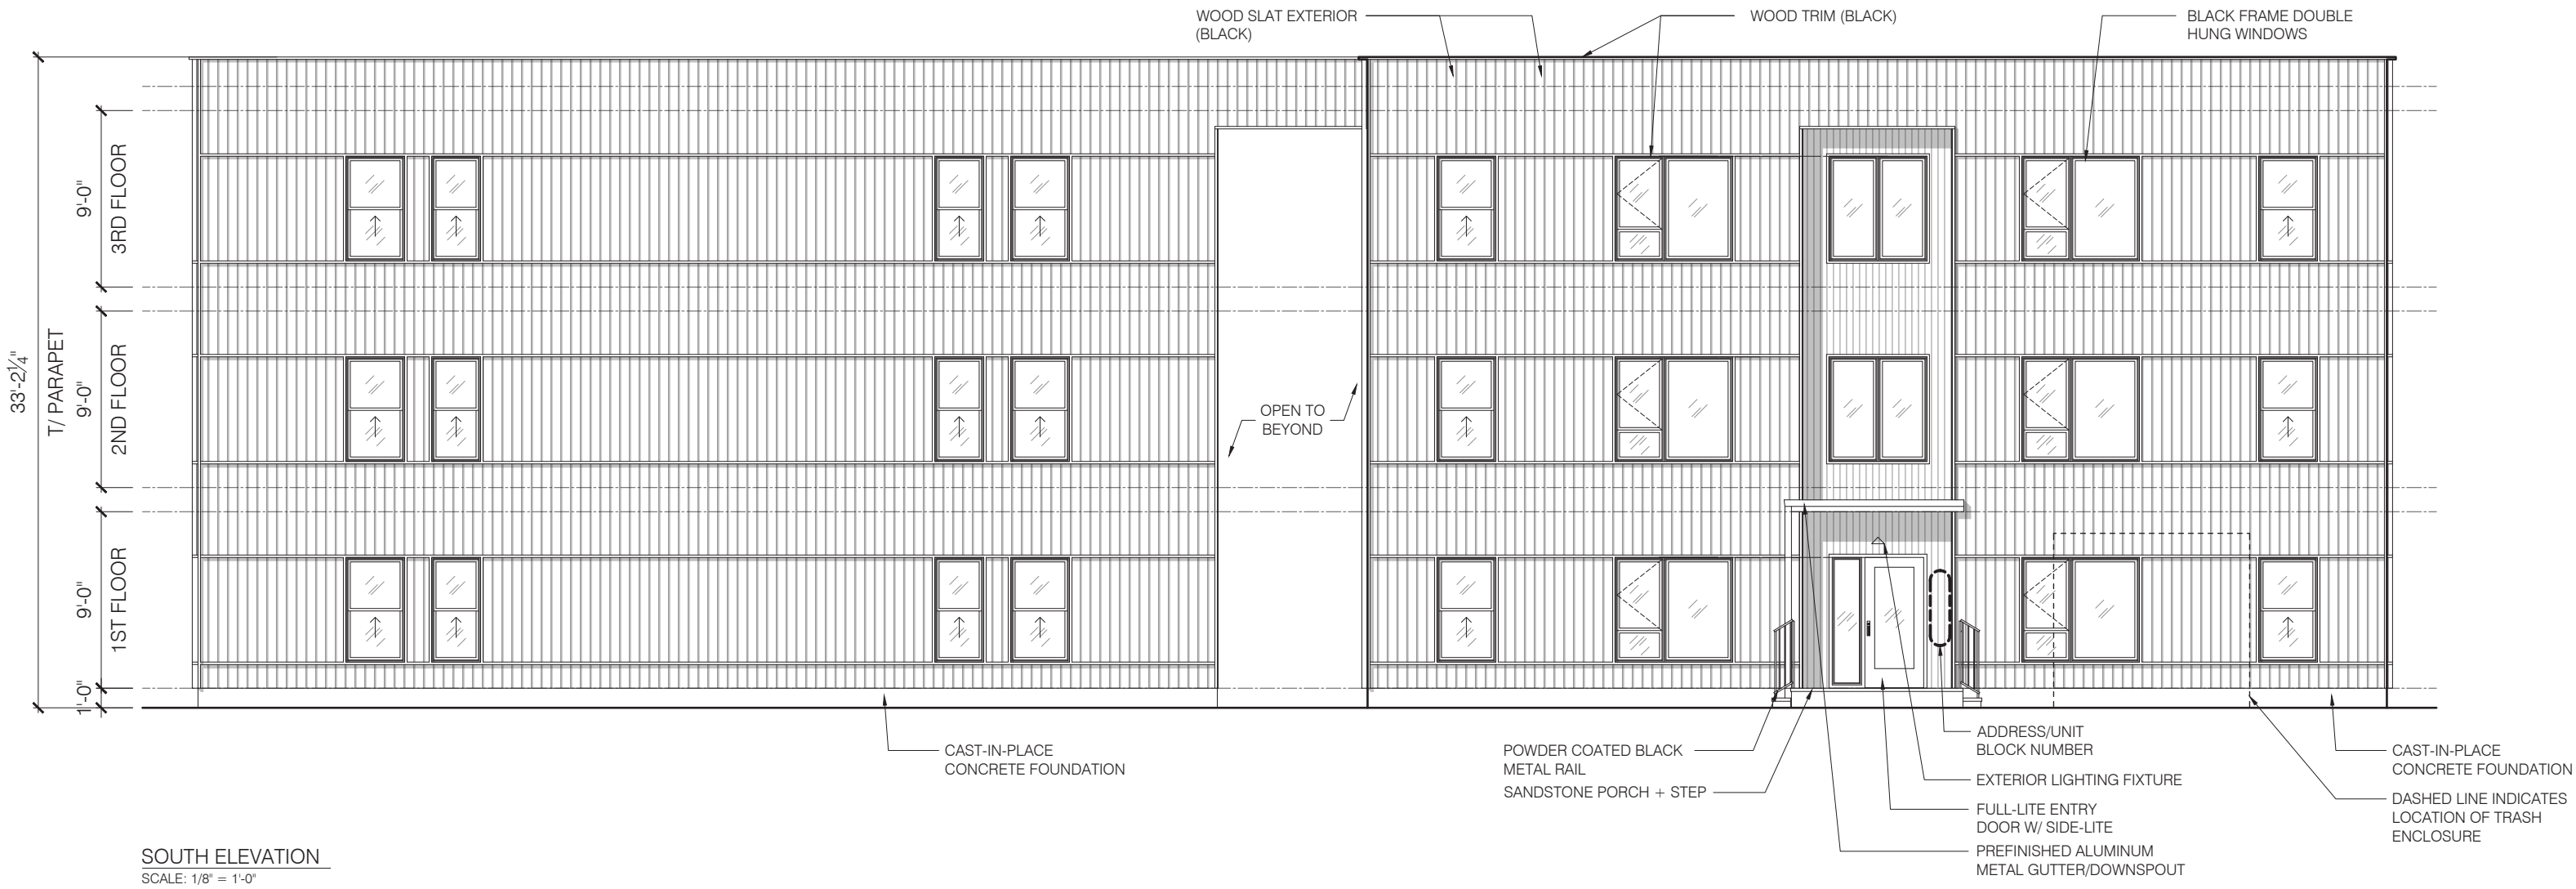 WOOD SLAT EXTERIOR
(BLACK)
WOOD TRIM (BLACK)
BLACK FRAME DOUBLE
HUNG WINDOWS
33'-2¼"
T/ PARAPET
9'-0"
3RD FLOOR
9'-0"
2ND FLOOR
9'-0"
1ST FLOOR
1'-0"
OPEN TO
BEYOND
CAST-IN-PLACE
CONCRETE FOUNDATION
POWDER COATED BLACK
METAL RAIL
SANDSTONE PORCH + STEP
ADDRESS/UNIT
BLOCK NUMBER
EXTERIOR LIGHTING FIXTURE
FULL-LITE ENTRY
DOOR W/ SIDE-LITE
PREFINISHED ALUMINUM
METAL GUTTER/DOWNSPOUT
CAST-IN-PLACE
CONCRETE FOUNDATION
DASHED LINE INDICATES
LOCATION OF TRASH
ENCLOSURE
SOUTH ELEVATION
SCALE: 1/8" = 1'-0"